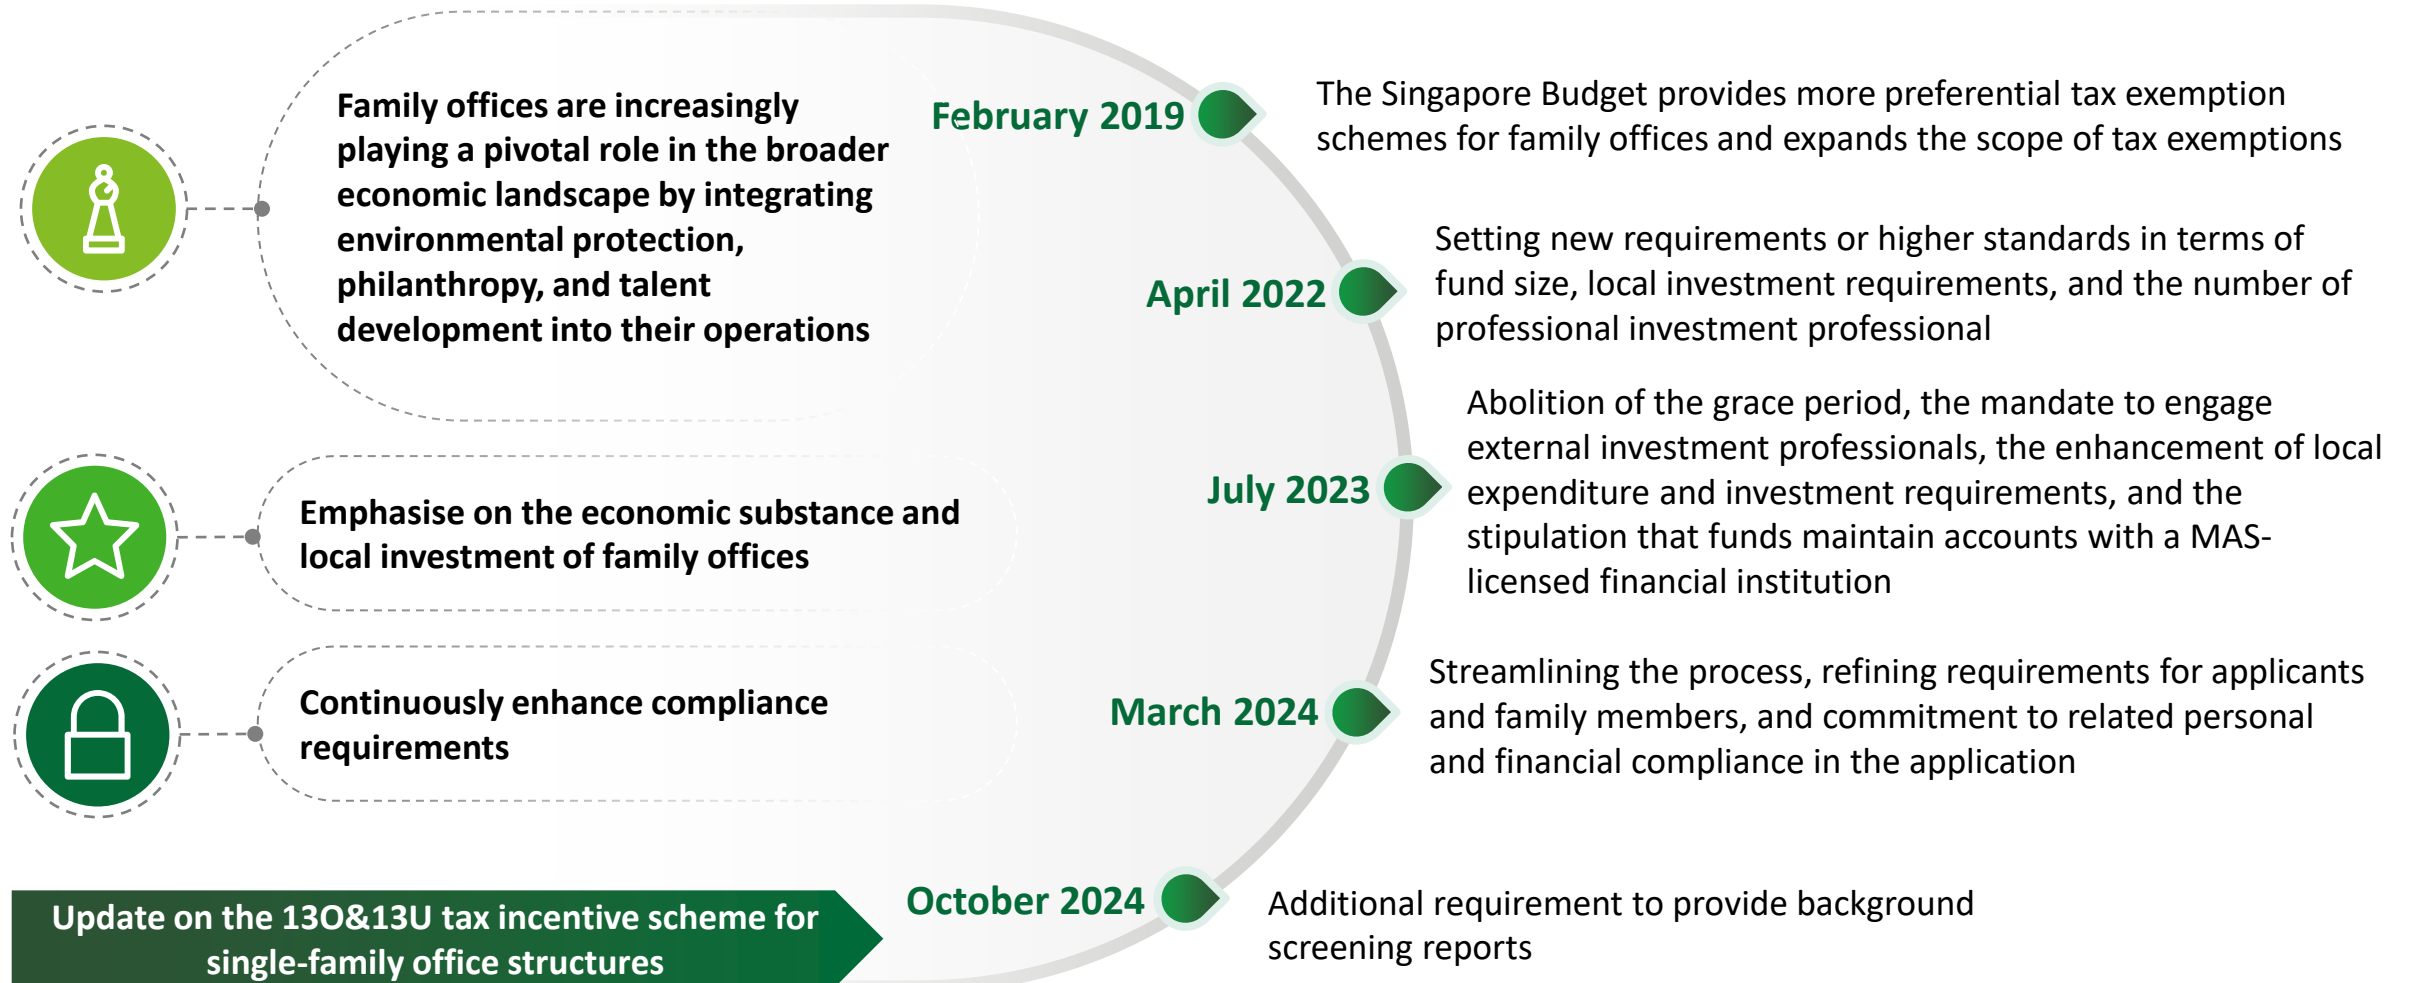 Family offices are increasingly
playing a pivotal role in the broader
economic landscape by integrating
environmental protection,
philanthropy, and talent
development into their operations
Emphasise on the economic substance and
local investment of family offices
Continuously enhance compliance
requirements
Update on the 13O&13U tax incentive scheme for
single-family office structures
February 2019
The Singapore Budget provides more preferential tax exemption
schemes for family offices and expands the scope of tax exemptions
April 2022
Setting new requirements or higher standards in terms of
fund size, local investment requirements, and the number of
professional investment professional
July 2023
Abolition of the grace period, the mandate to engage
external investment professionals, the enhancement of local
expenditure and investment requirements, and the
stipulation that funds maintain accounts with a MAS-
licensed financial institution
March 2024
Streamlining the process, refining requirements for applicants
and family members, and commitment to related personal
and financial compliance in the application
October 2024
Additional requirement to provide background
screening reports